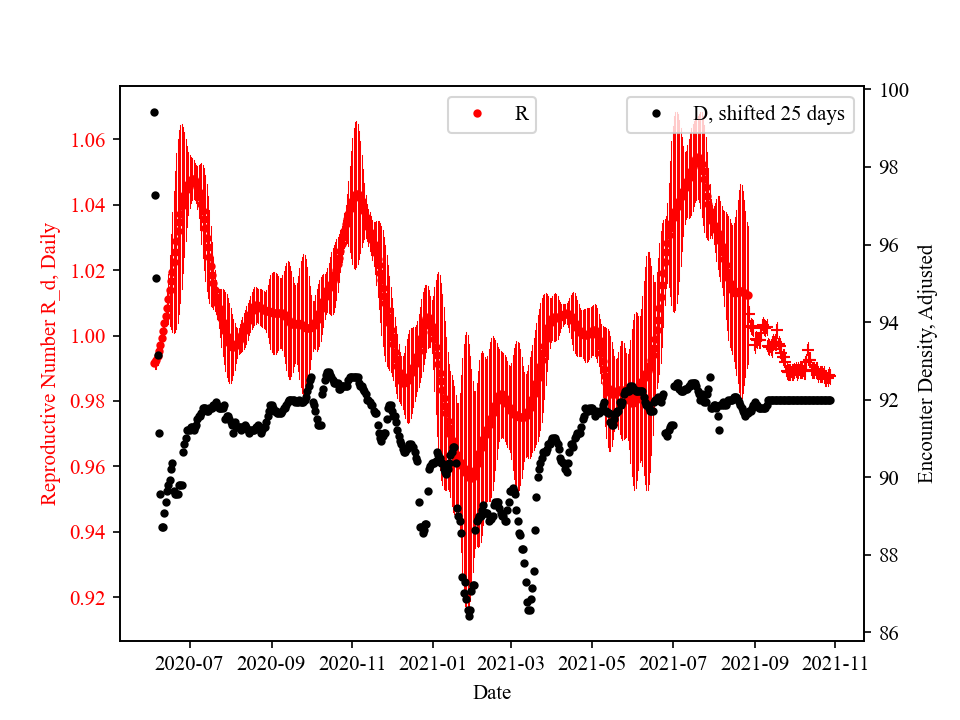 R
D, shifted 25 days
Reproductive Number R_d, Daily
1.06
1.04
1.02
1.00
0.98
0.96
0.94
0.92
100
98
96
94
92
90
88
86
Encounter Density, Adjusted
2020-07 2020-09 2020-11 2021-01 2021-03 2021-05 2021-07 2021-09 2021-11
Date